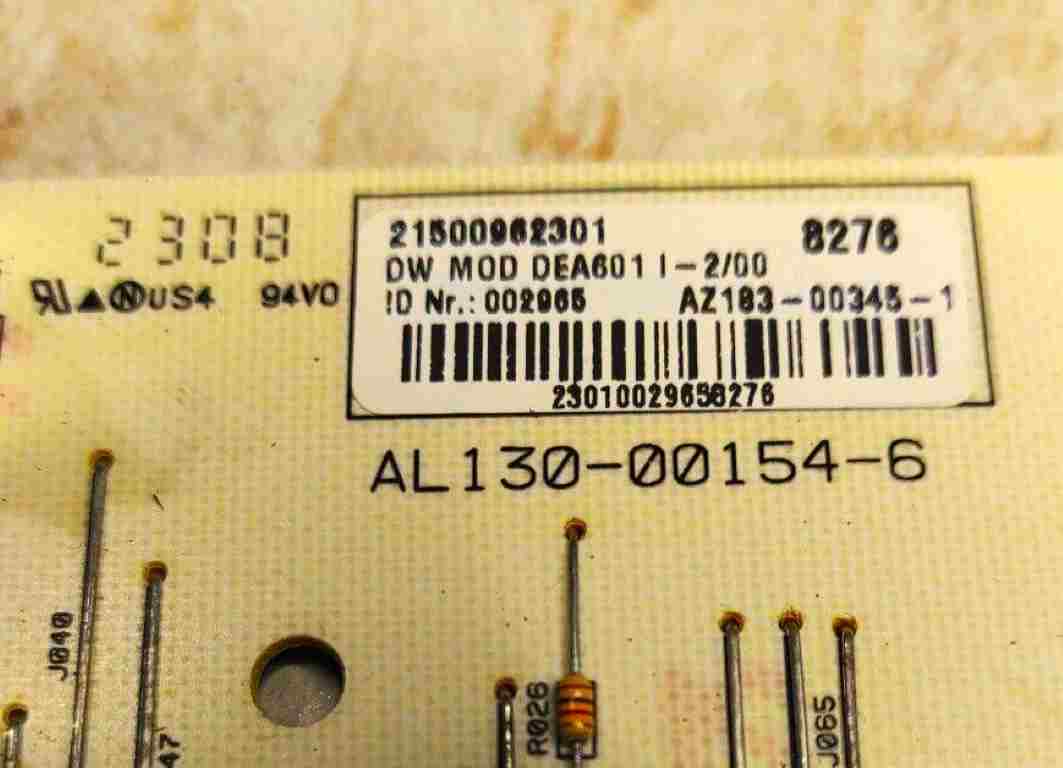 2308
US4 94V0
21500962301 8276
DW MOD DEA601 I-2/00
ID Nr.: 002965 AZ183-00345-1
23010029658276
AL130-00154-6
J040
47
R026
J065